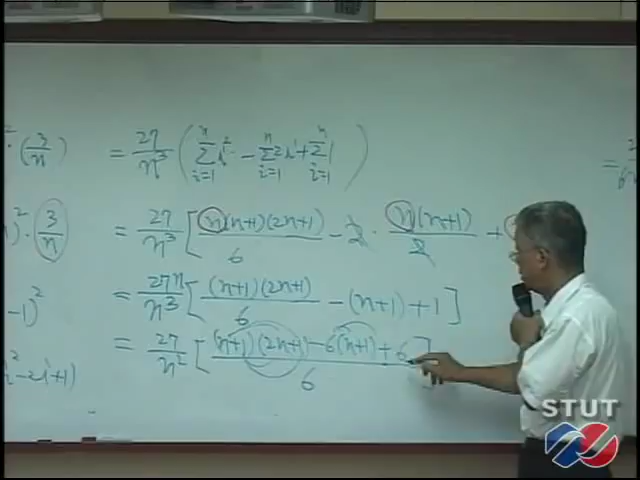 · (3/n) = 27/n³ ( Σ_{i=1}^{n} i² - Σ_{i=1}^{n} 2i + Σ_{i=1}^{n} 1 )
)² · 3/n = 27/n³ [ n(n+1)(2n+1)/6 - 2 · n(n+1)/2 +
-1)² = 27n/n³ [ (n+1)(2n+1)/6 - (n+1) + 1 ]
-2i+1) = 27/n² [ ((n+1)(2n+1) - 6(n+1) + 6)/6 ]
STUT